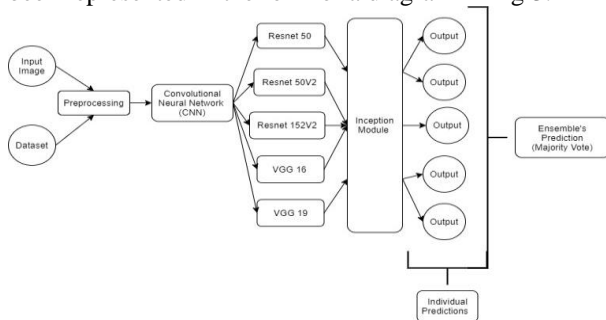 Input
Image
Dataset
Preprocessing
Convolutional
Neural Network
(CNN)
Resnet 50
Resnet 50V2
Resnet 152V2
VGG 16
VGG 19
Inception
Module
Output
Output
Output
Output
Output
Ensemble's
Prediction
(Majority Vote)
Individual
Predictions